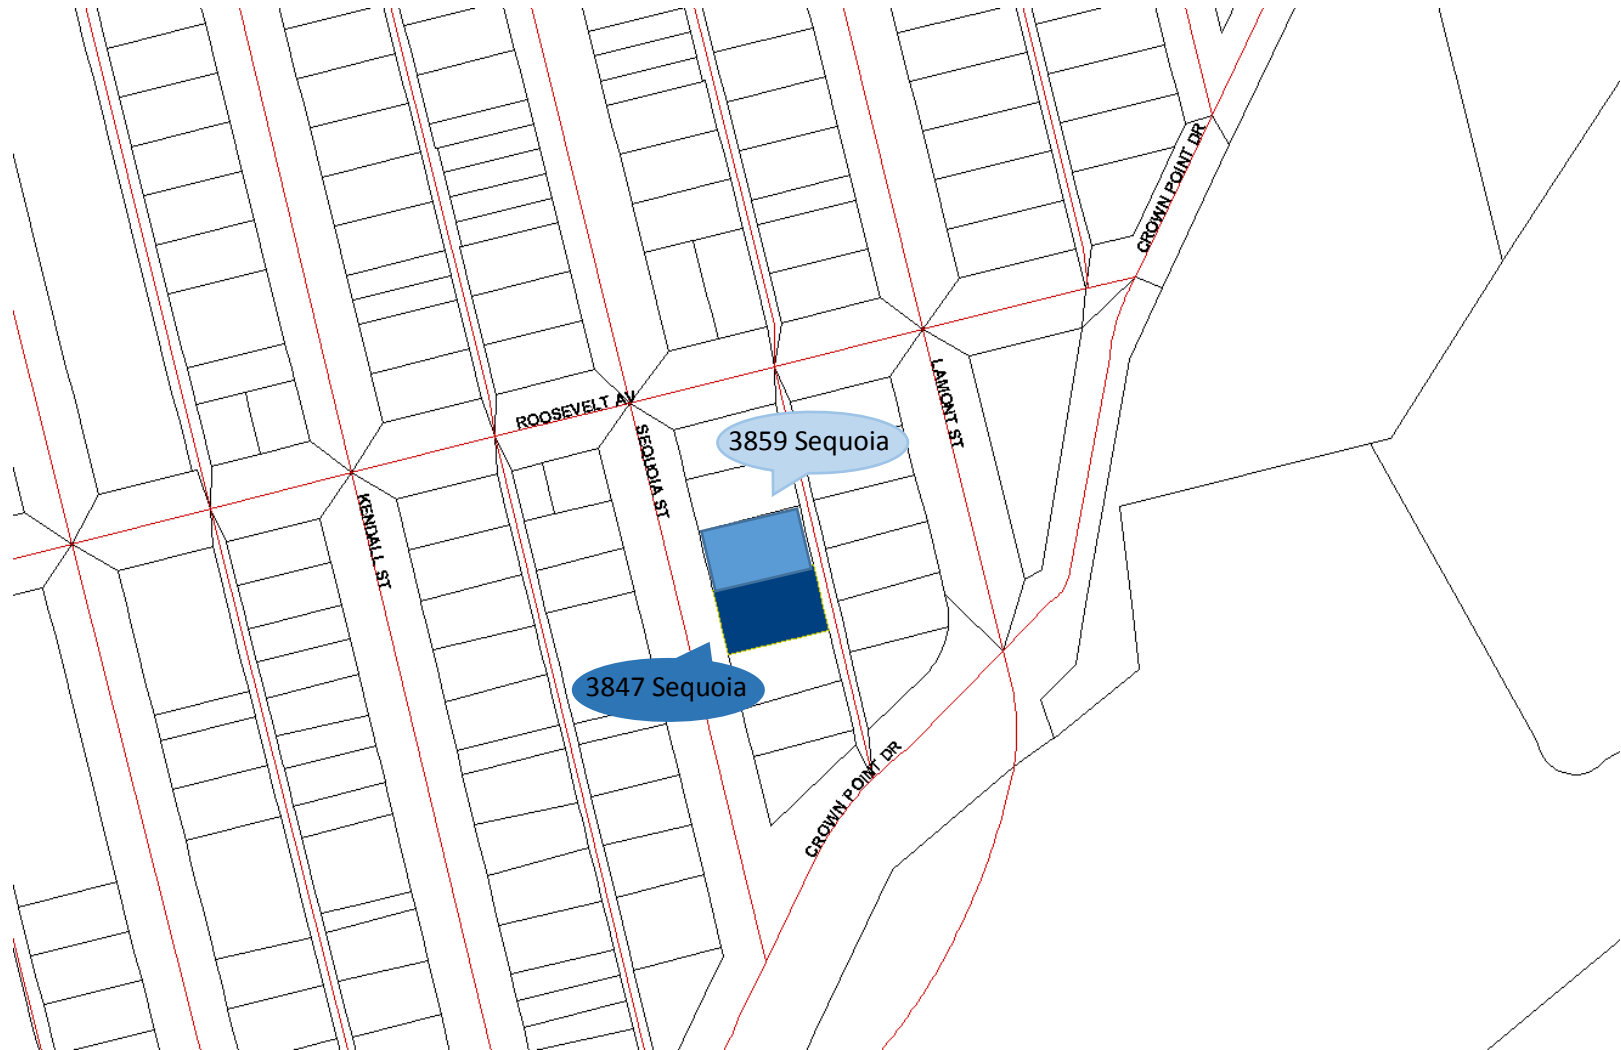 CROWN POINT DR
ROOSEVELT AV
LAMONT ST
3859 Sequoia
SEQUOIA ST
KENDALL ST
3847 Sequoia
CROWN POINT DR